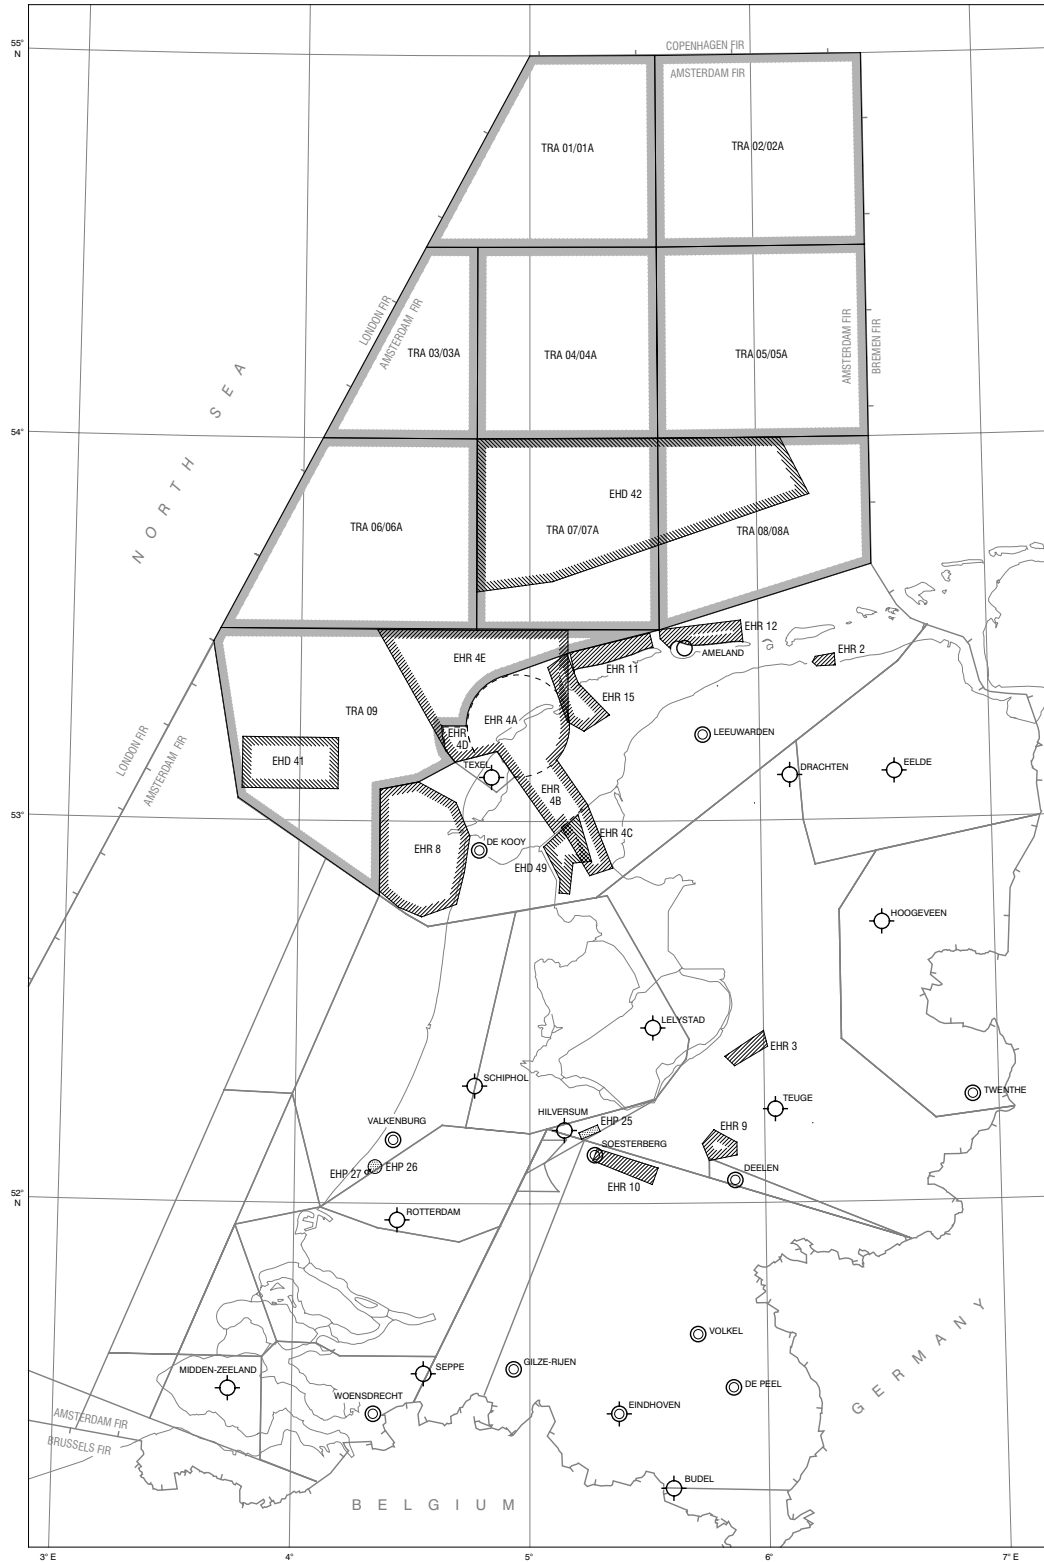 55°
N
COPENHAGEN FIR
AMSTERDAM FIR
TRA 01/01A
TRA 02/02A
LONDON FIR
AMSTERDAM FIR
TRA 03/03A
TRA 04/04A
TRA 05/05A
AMSTERDAM FIR
BREMEN FIR
NORTH SEA
54°
EHD 42
TRA 06/06A
TRA 07/07A
TRA 08/08A
EHR 12
AMELAND
EHR 2
EHR 4E
EHR 11
EHR 15
TRA 09
EHR 4A
EHR
4D
LEEUWARDEN
LONDON FIR
AMSTERDAM FIR
EHD 41
TEXEL
DRACHTEN
EELDE
EHR
4B
53°
EHR 4C
EHR 8
DE KOOY
EHD 49
HOOGEVEEN
LELYSTAD
EHR 3
SCHIPHOL
TWENTHE
TEUGE
HILVERSUM
EHP 25
VALKENBURG
EHR 9
SOESTERBERG
EHP 27
EHP 26
DEELEN
EHR 10
52°
N
ROTTERDAM
VOLKEL
GILZE-RIJEN
SEPPE
MIDDEN-ZEELAND
DE PEEL
WOENSDRECHT
EINDHOVEN
GERMANY
AMSTERDAM FIR
BRUSSELS FIR
BUDEL
BELGIUM
3° E
4°
5°
6°
7° E